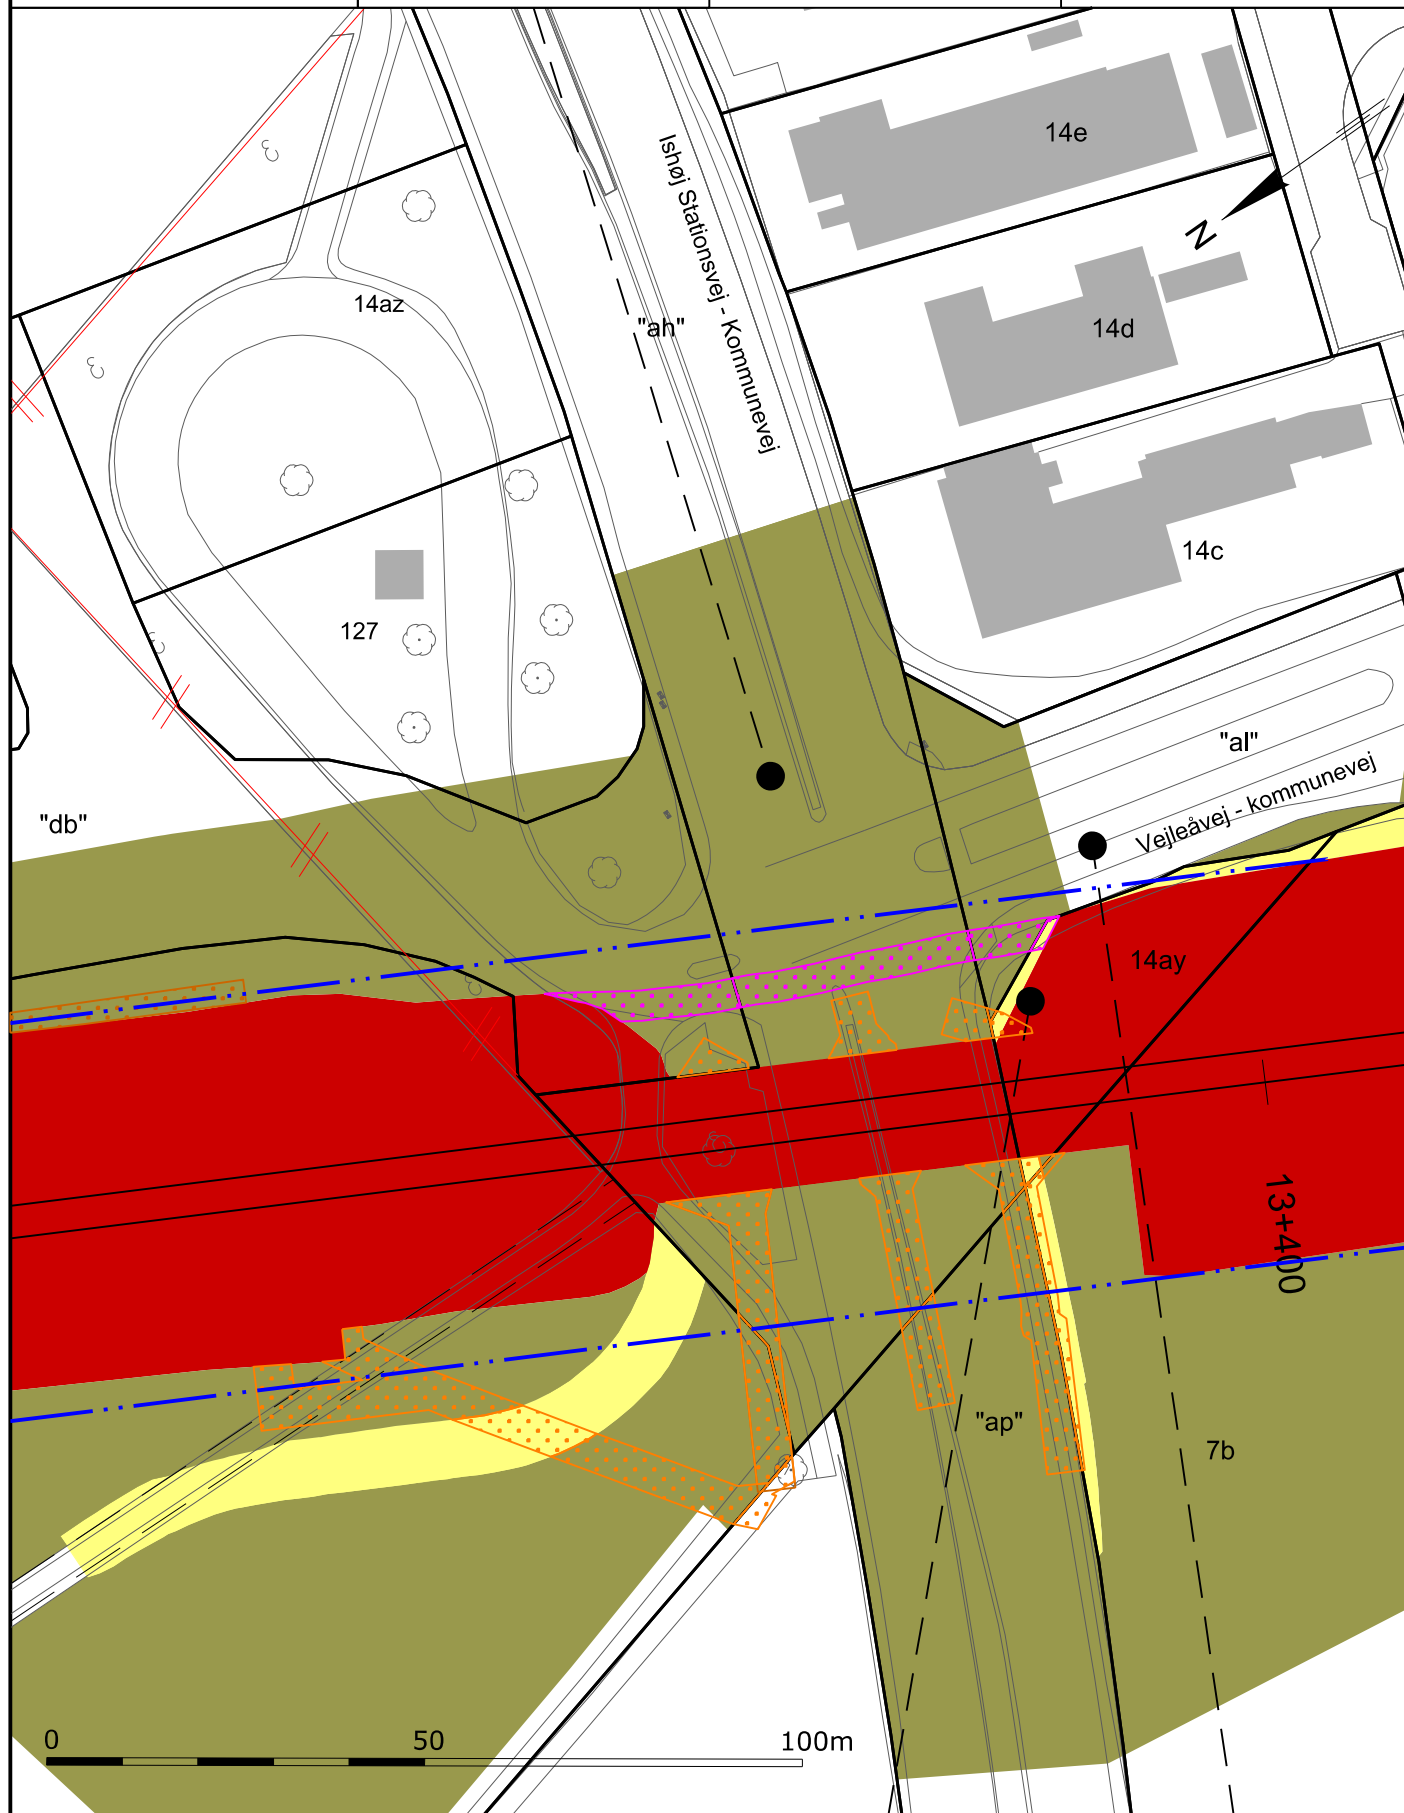 14e
Ishøj Stationsvej - Kommunevej
N
14az
"ah"
14d
14c
127
"al"
Vejleåvej - kommunevej
"db"
14ay
13+400
"ap"
7b
0 50 100m